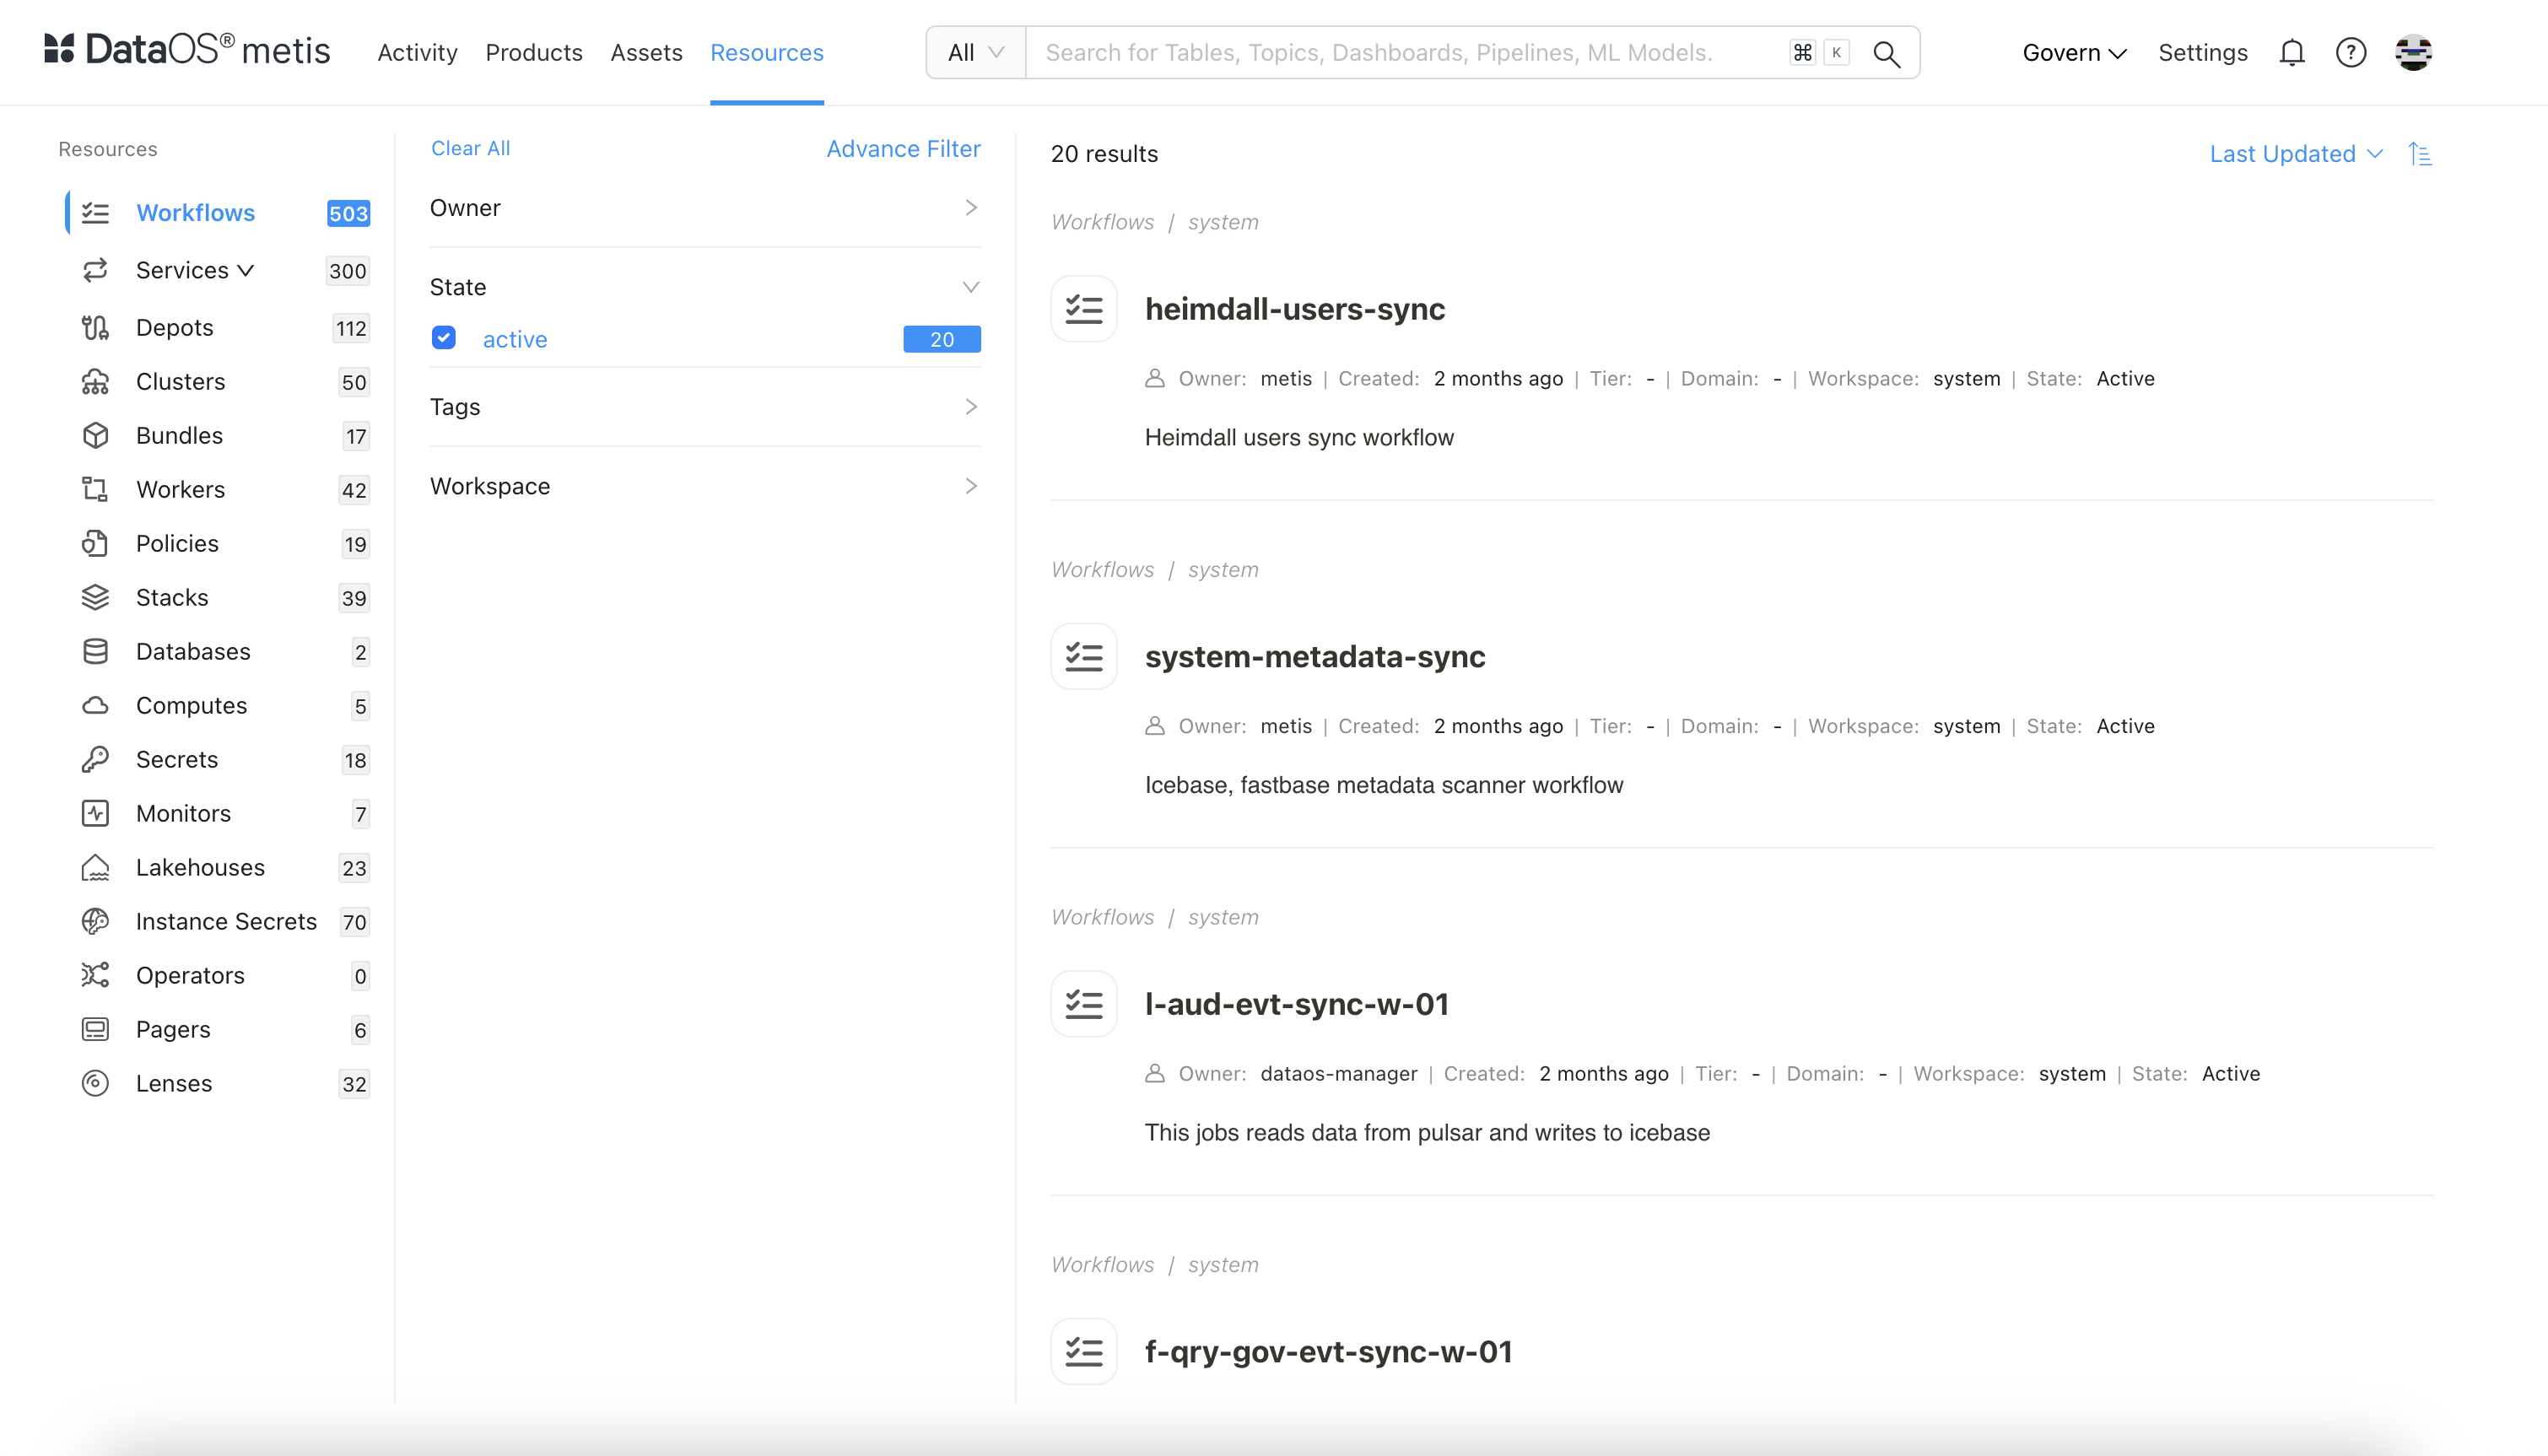 DataOS® metis
Activity
Products
Assets
Resources
All
Search for Tables, Topics, Dashboards, Pipelines, ML Models.
⌘ K
Govern
Settings
Resources
Workflows 503
Services 300
Depots 112
Clusters 50
Bundles 17
Workers 42
Policies 19
Stacks 39
Databases 2
Computes 5
Secrets 18
Monitors 7
Lakehouses 23
Instance Secrets 70
Operators 0
Pagers 6
Lenses 32
Clear All
Advance Filter
Owner
State
active 20
Tags
Workspace
20 results
Last Updated
Workflows / system
heimdall-users-sync
Owner: metis | Created: 2 months ago | Tier: - | Domain: - | Workspace: system | State: Active
Heimdall users sync workflow
Workflows / system
system-metadata-sync
Owner: metis | Created: 2 months ago | Tier: - | Domain: - | Workspace: system | State: Active
Icebase, fastbase metadata scanner workflow
Workflows / system
l-aud-evt-sync-w-01
Owner: dataos-manager | Created: 2 months ago | Tier: - | Domain: - | Workspace: system | State: Active
This jobs reads data from pulsar and writes to icebase
Workflows / system
f-qry-gov-evt-sync-w-01